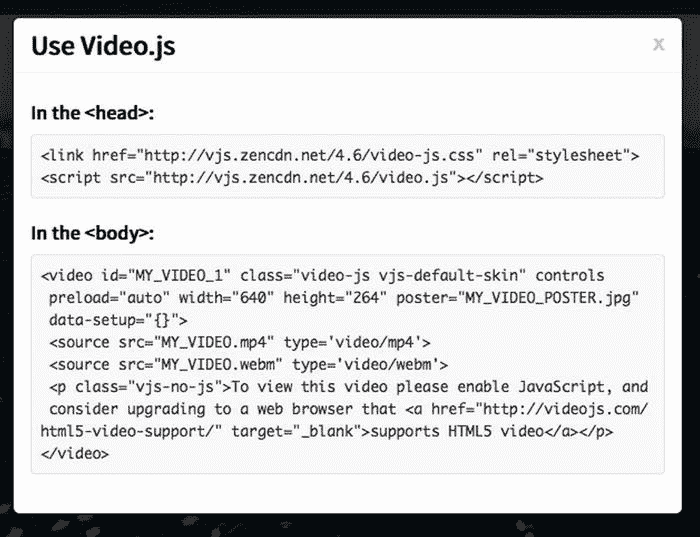 Use Video.js
x
In the <head>:
<link href="http://vjs.zencdn.net/4.6/video-js.css" rel="stylesheet">
<script src="http://vjs.zencdn.net/4.6/video.js"></script>
In the <body>:
<video id="MY_VIDEO_1" class="video-js vjs-default-skin" controls
preload="auto" width="640" height="264" poster="MY_VIDEO_POSTER.jpg"
data-setup="{}">
<source src="MY_VIDEO.mp4" type='video/mp4'>
<source src="MY_VIDEO.webm" type='video/webm'>
<p class="vjs-no-js">To view this video please enable JavaScript, and
consider upgrading to a web browser that <a href="http://videojs.com/
html5-video-support/" target="_blank">supports HTML5 video</a></p>
</video>